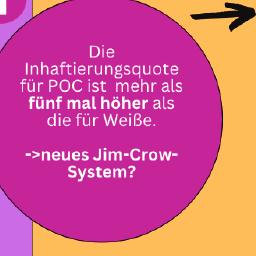 Die
Inhaftierungsquote
für POC ist mehr als
fünf mal höher als
die für Weiße.
->neues Jim-Crow-
System?